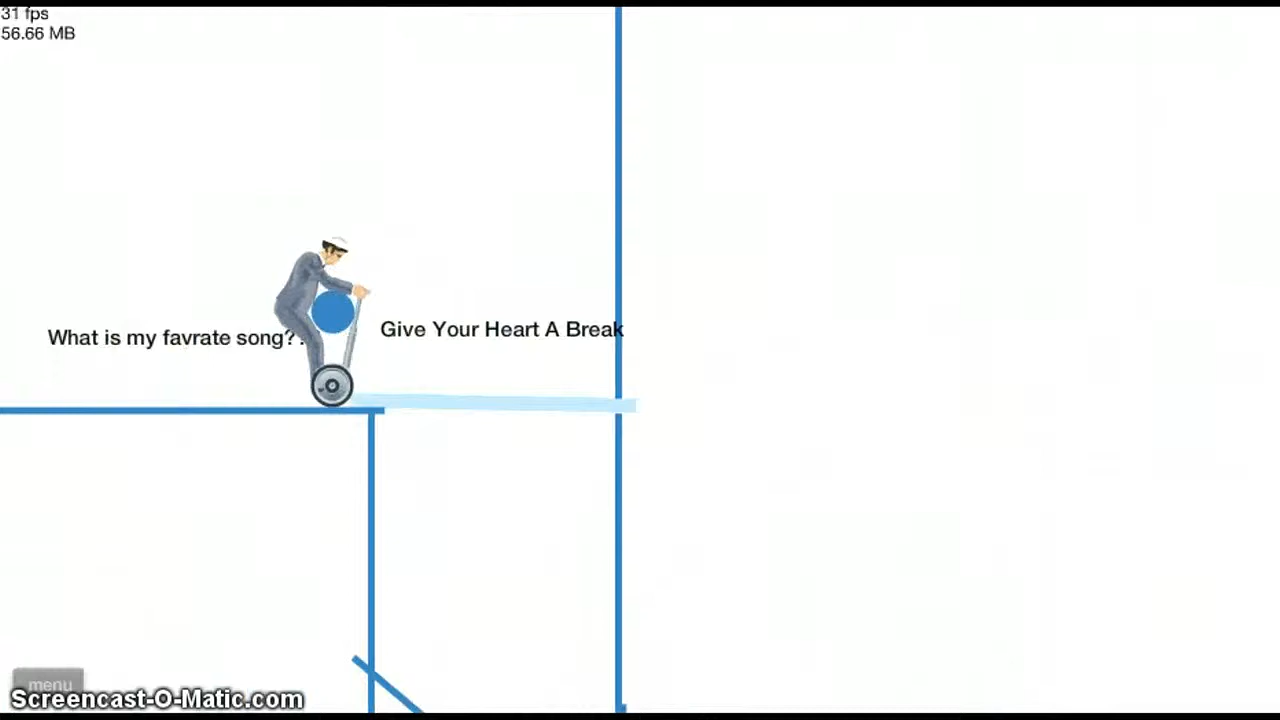 31 fps
56.66 MB
What is my favrate song??
Give Your Heart A Break
menu
Screencast-O-Matic.com